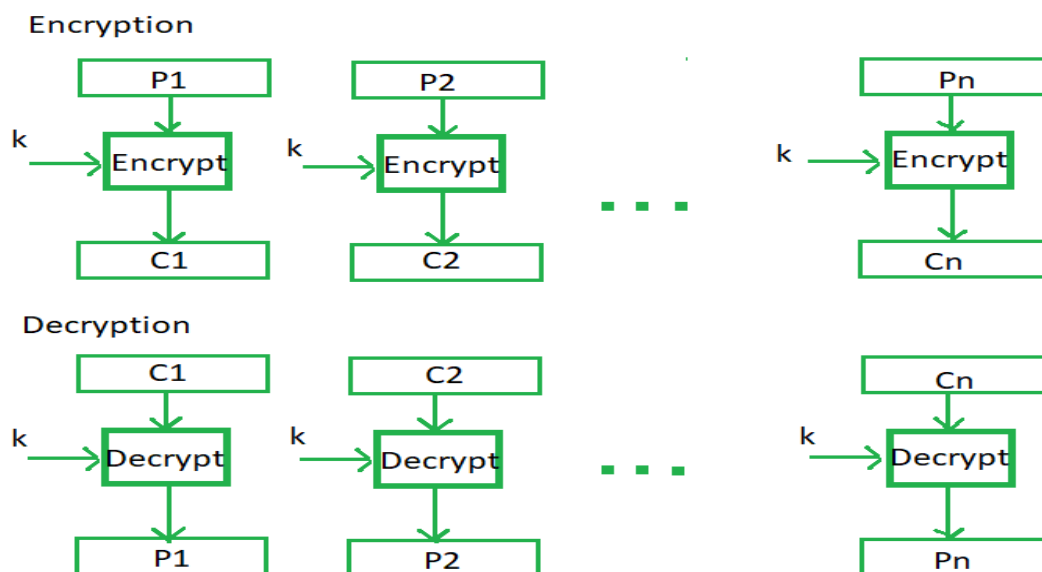 Encryption
P1 P2 Pn
k Encrypt k Encrypt k Encrypt
C1 C2 Cn
Decryption
C1 C2 Cn
k Decrypt k Decrypt k Decrypt
P1 P2 Pn